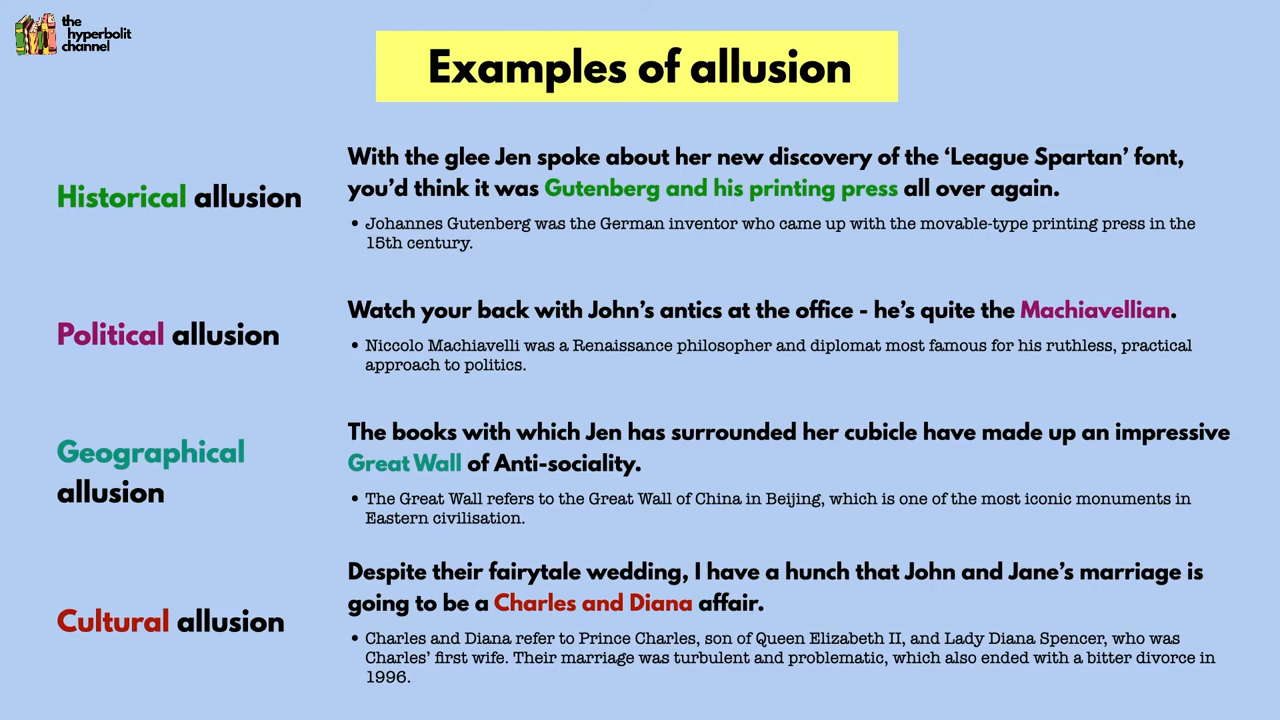 the
hyperbolit
channel
Examples of allusion
Historical allusion
With the glee Jen spoke about her new discovery of the ‘League Spartan’ font,
you’d think it was Gutenberg and his printing press all over again.
• Johannes Gutenberg was the German inventor who came up with the movable-type printing press in the
15th century.
Political allusion
Watch your back with John’s antics at the office - he’s quite the Machiavellian.
• Niccolo Machiavelli was a Renaissance philosopher and diplomat most famous for his ruthless, practical
approach to politics.
Geographical
allusion
The books with which Jen has surrounded her cubicle have made up an impressive
Great Wall of Anti-sociality.
• The Great Wall refers to the Great Wall of China in Beijing, which is one of the most iconic monuments in
Eastern civilisation.
Cultural allusion
Despite their fairytale wedding, I have a hunch that John and Jane’s marriage is
going to be a Charles and Diana affair.
• Charles and Diana refer to Prince Charles, son of Queen Elizabeth II, and Lady Diana Spencer, who was
Charles’ first wife. Their marriage was turbulent and problematic, which also ended with a bitter divorce in
1996.